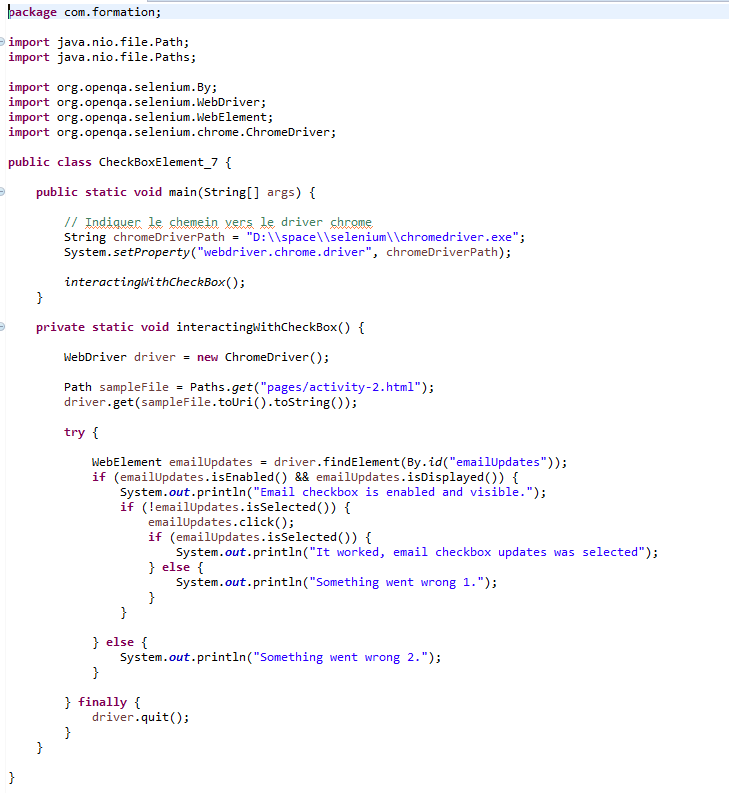 package com.formation;
import java.nio.file.Path;
import java.nio.file.Paths;
import org.openqa.selenium.By;
import org.openqa.selenium.WebDriver;
import org.openqa.selenium.WebElement;
import org.openqa.selenium.chrome.ChromeDriver;
public class CheckBoxElement_7 {
public static void main(String[] args) {
// Indiquer le chemein vers le driver chrome
String chromeDriverPath = "D:\\space\\selenium\\chromedriver.exe";
System.setProperty("webdriver.chrome.driver", chromeDriverPath);
interactingWithCheckBox();
}
private static void interactingWithCheckBox() {
WebDriver driver = new ChromeDriver();
Path sampleFile = Paths.get("pages/activity-2.html");
driver.get(sampleFile.toUri().toString());
try {
WebElement emailUpdates = driver.findElement(By.id("emailUpdates"));
if (emailUpdates.isEnabled() && emailUpdates.isDisplayed()) {
System.out.println("Email checkbox is enabled and visible.");
if (!emailUpdates.isSelected()) {
emailUpdates.click();
if (emailUpdates.isSelected()) {
System.out.println("It worked, email checkbox updates was selected");
} else {
System.out.println("Something went wrong 1.");
}
}
} else {
System.out.println("Something went wrong 2.");
}
} finally {
driver.quit();
}
}
}